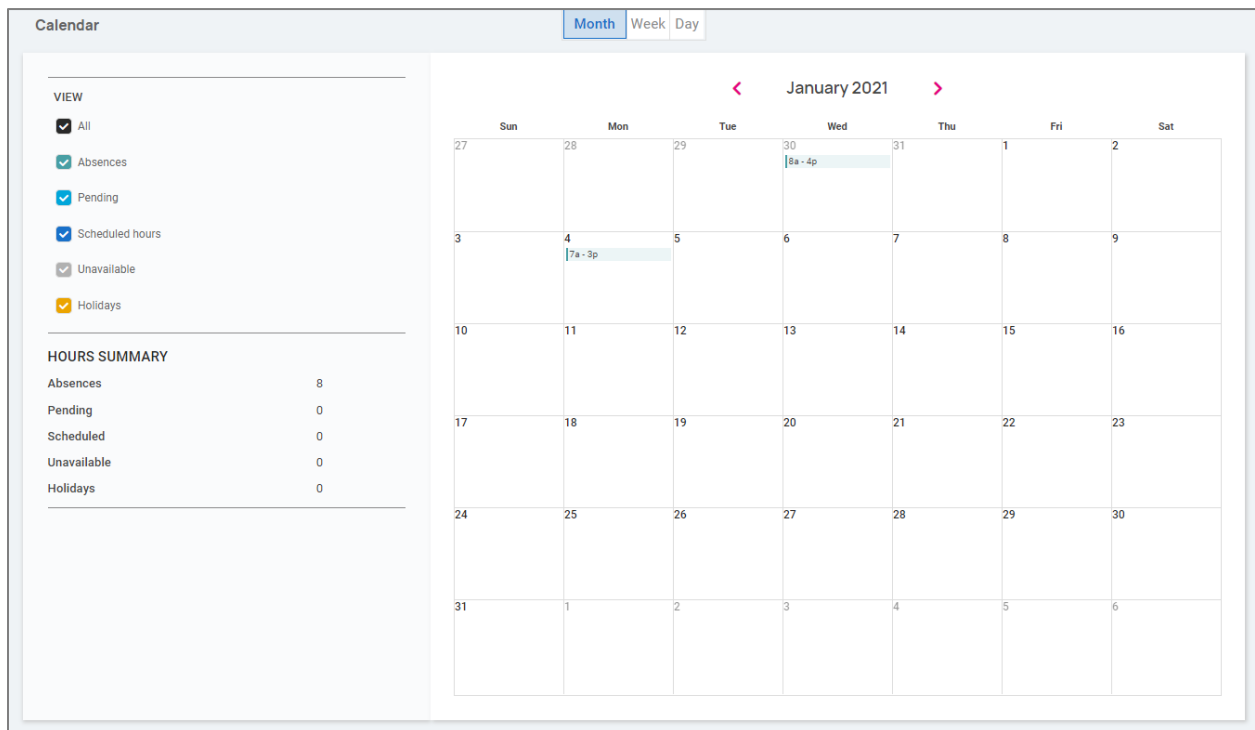 Calendar
Month Week Day
VIEW
All
Absences
Pending
Scheduled hours
Unavailable
Holidays
HOURS SUMMARY
Absences 8
Pending 0
Scheduled 0
Unavailable 0
Holidays 0
January 2021
Sun Mon Tue Wed Thu Fri Sat
27 28 29 30 31 1 2
8a - 4p
3 4 5 6 7 8 9
7a - 3p
10 11 12 13 14 15 16
17 18 19 20 21 22 23
24 25 26 27 28 29 30
31 1 2 3 4 5 6